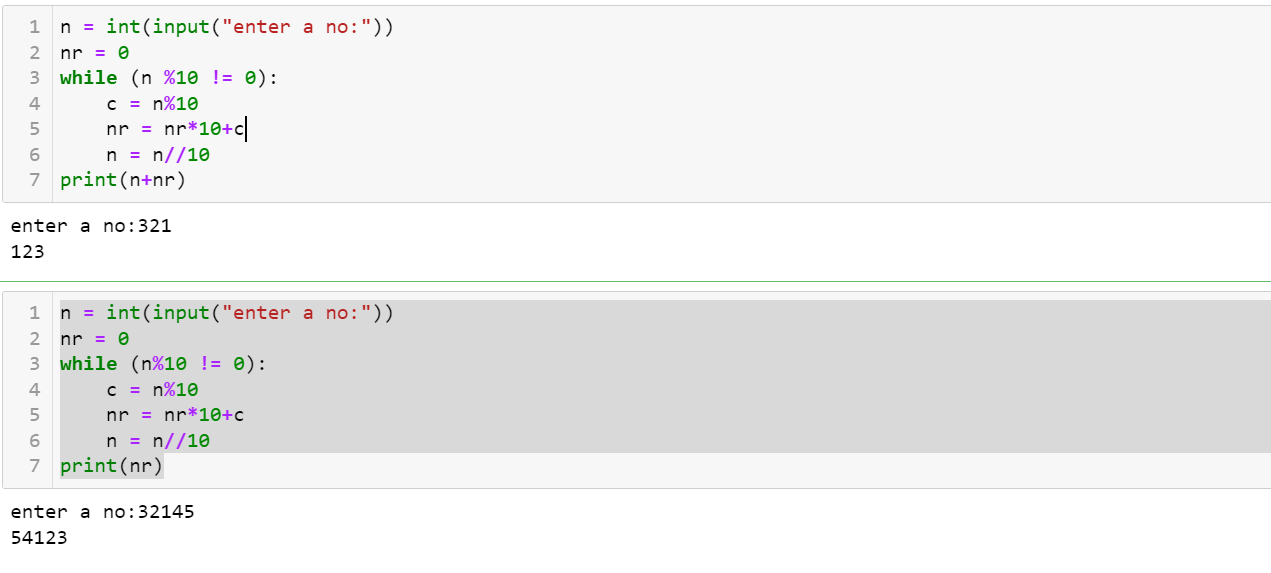 1 n = int(input("enter a no:"))
2 nr = 0
3 while (n %10 != 0):
4     c = n%10
5     nr = nr*10+c
6     n = n//10
7 print(n+nr)
enter a no:321
123
1 n = int(input("enter a no:"))
2 nr = 0
3 while (n%10 != 0):
4     c = n%10
5     nr = nr*10+c
6     n = n//10
7 print(nr)
enter a no:32145
54123